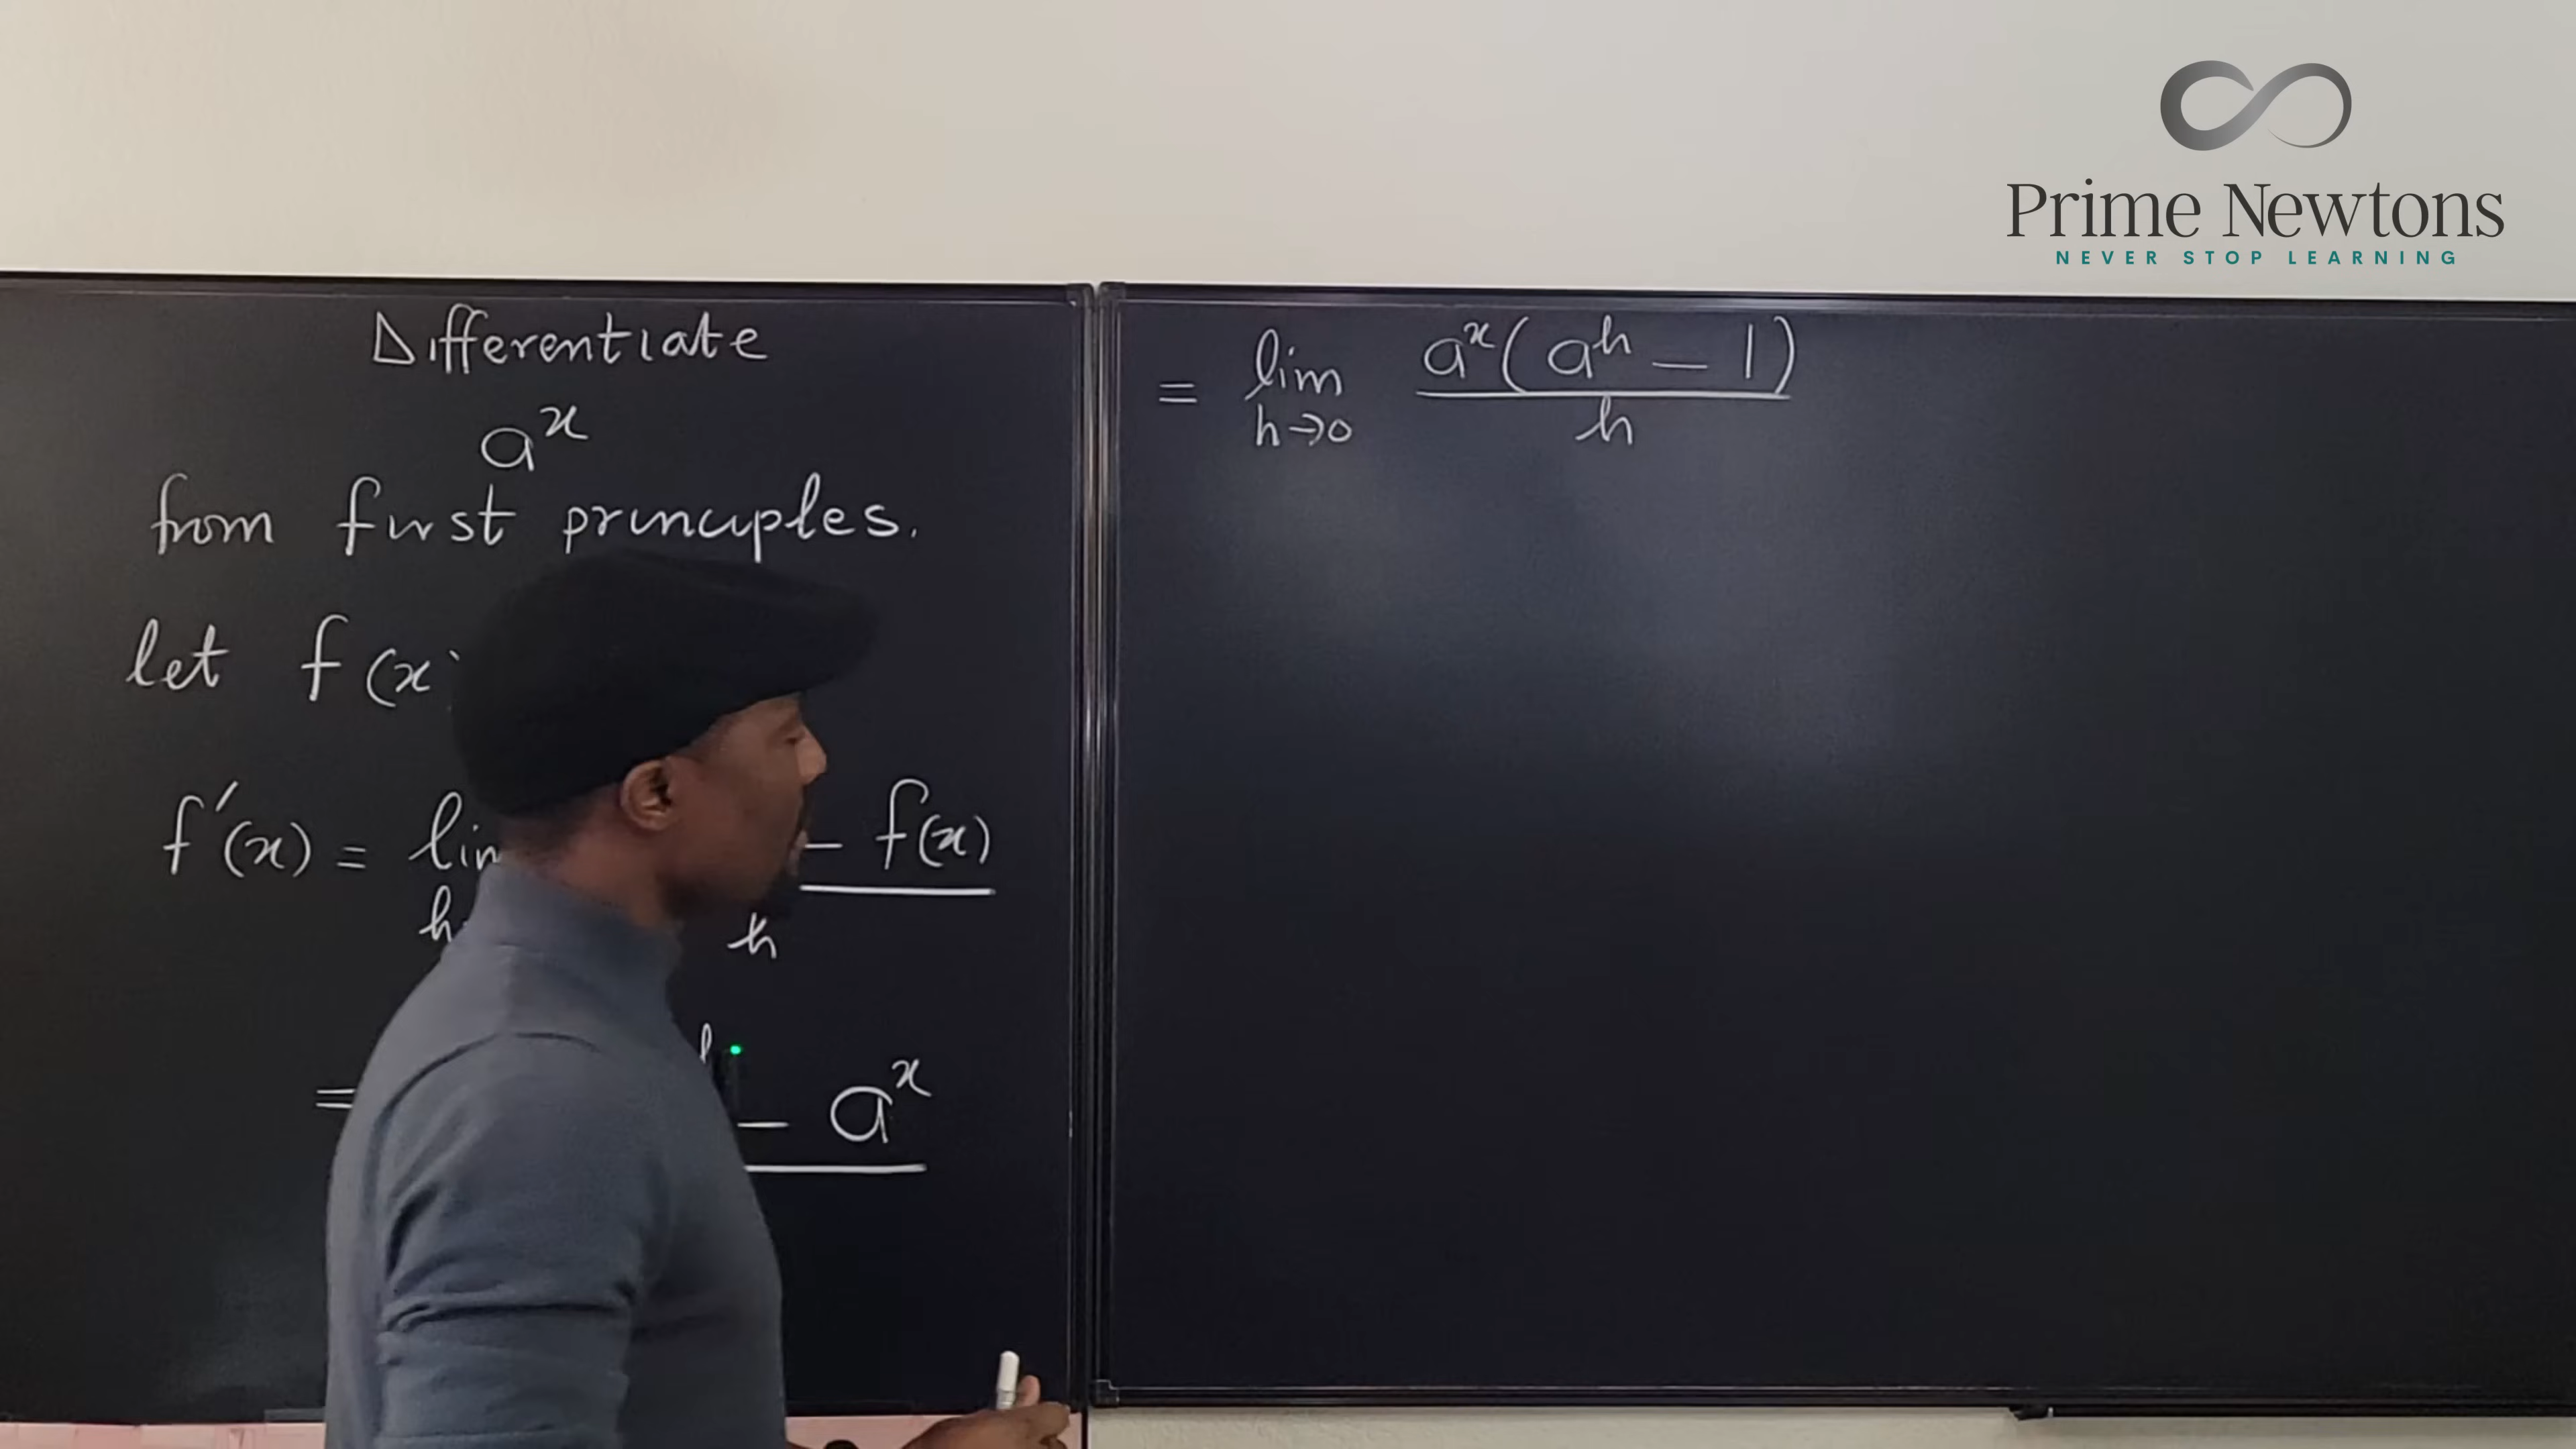 Prime Newtons
NEVER STOP LEARNING
Differentiate
a^x
from first principles.
let f(x)
f'(x) = lim − f(x)
h h
= − a^x
= lim a^x(a^h − 1)
h→0 h